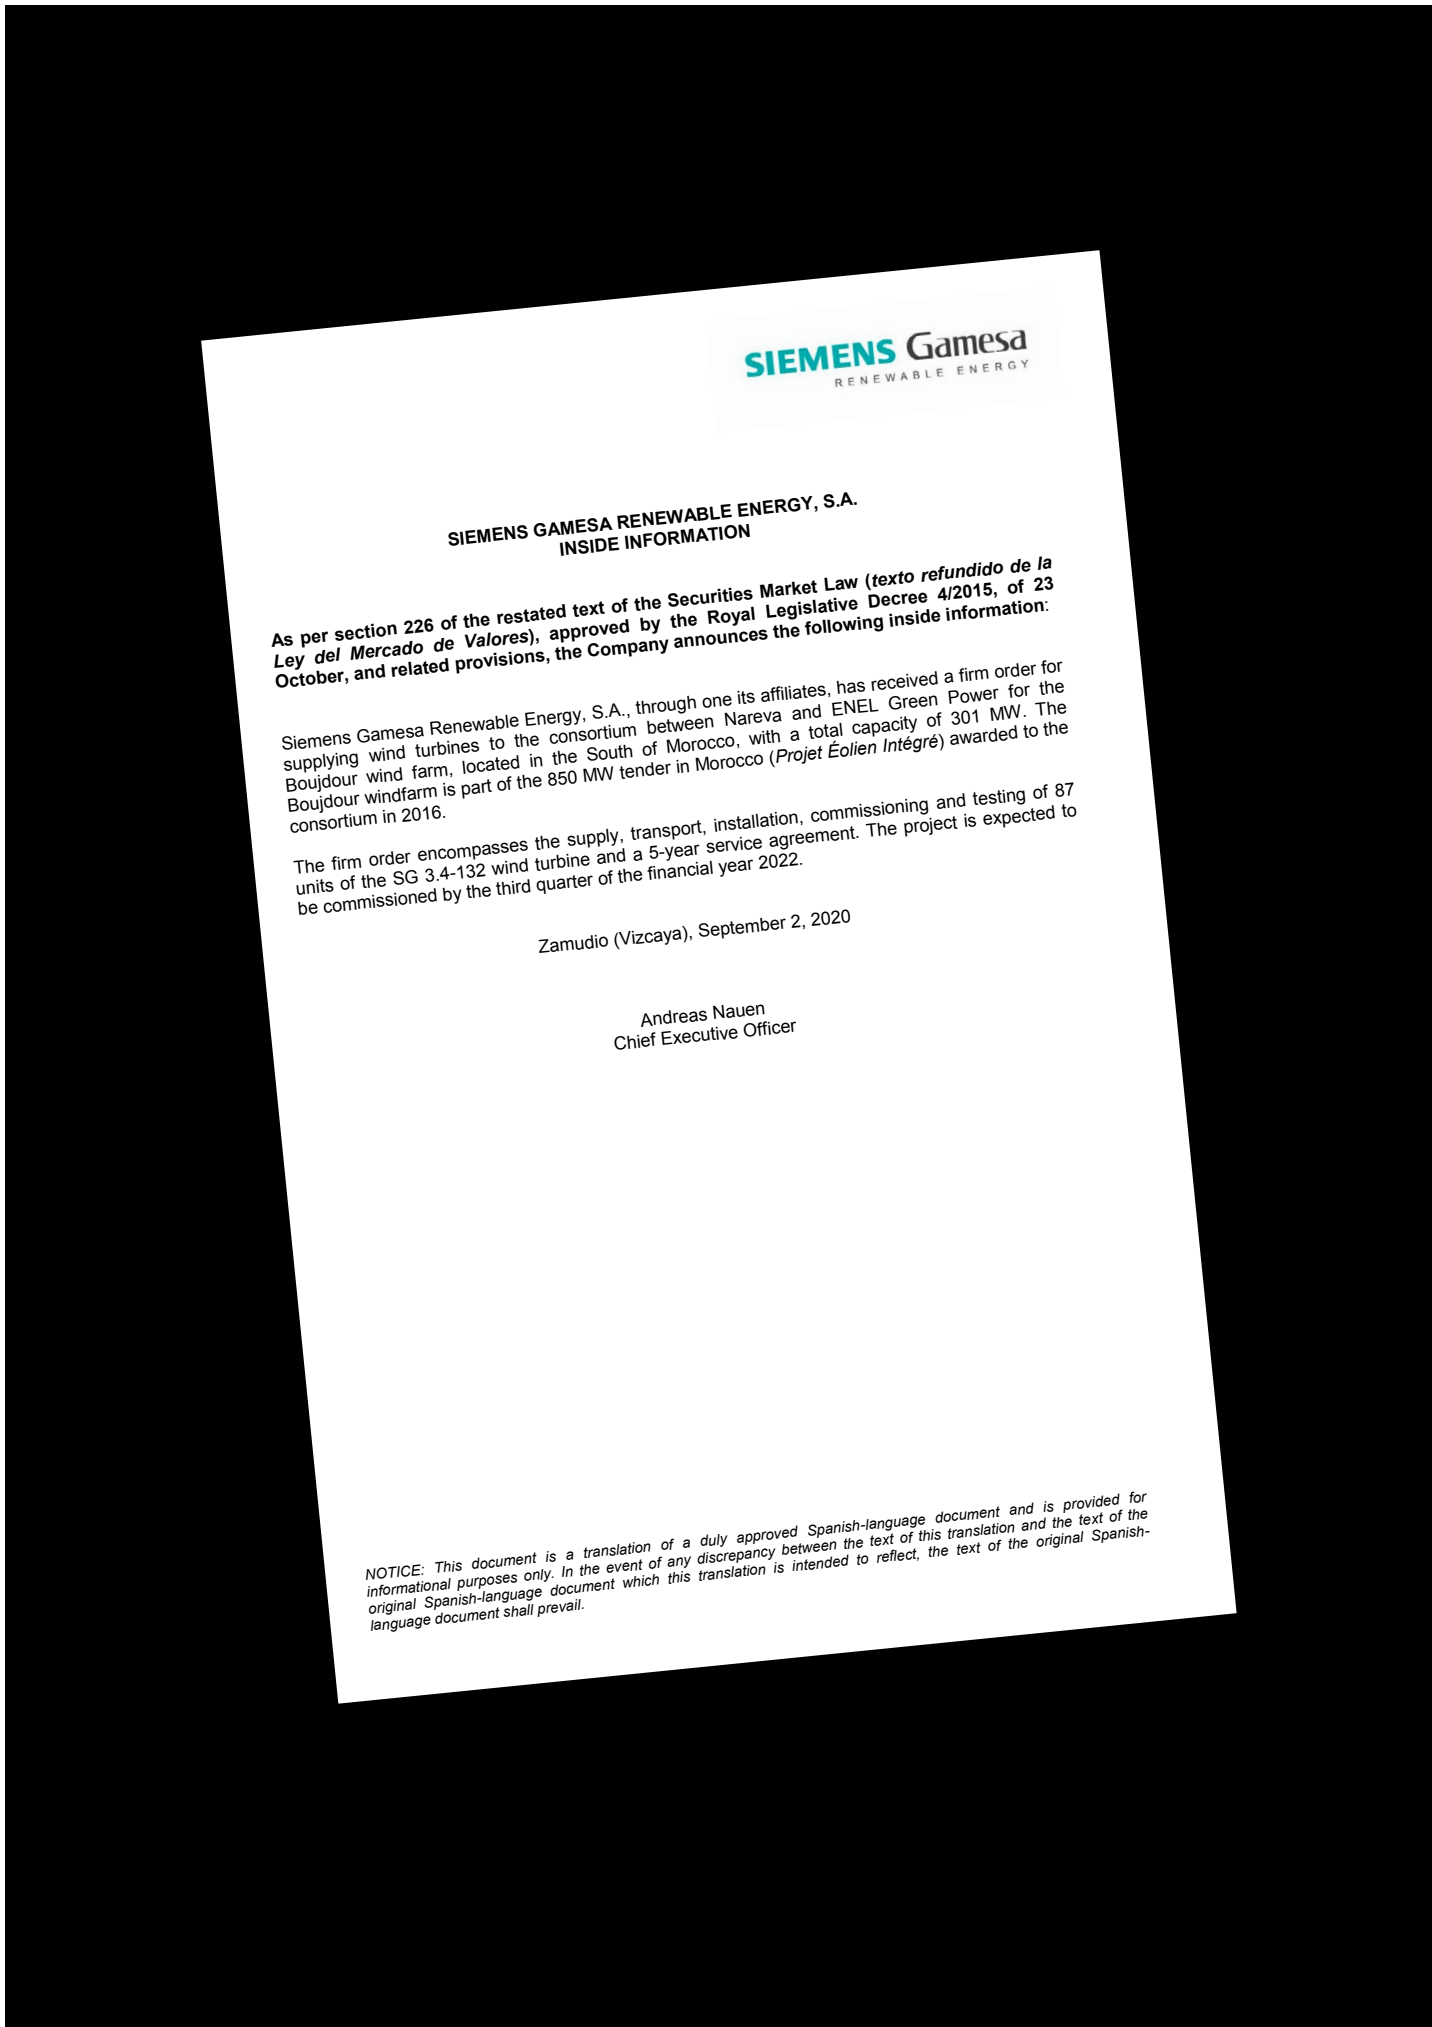 SIEMENS Gamesa
RENEWABLE ENERGY
SIEMENS GAMESA RENEWABLE ENERGY, S.A.
INSIDE INFORMATION
As per section 226 of the restated text of the Securities Market Law (texto refundido de la
Ley del Mercado de Valores), approved by the Royal Legislative Decree 4/2015, of 23
October, and related provisions, the Company announces the following inside information:
Siemens Gamesa Renewable Energy, S.A., through one its affiliates, has received a firm order for
supplying wind turbines to the consortium between Nareva and ENEL Green Power for the
Boujdour wind farm, located in the South of Morocco, with a total capacity of 301 MW. The
Boujdour windfarm is part of the 850 MW tender in Morocco (Projet Éolien Intégré) awarded to the
consortium in 2016.
The firm order encompasses the supply, transport, installation, commissioning and testing of 87
units of the SG 3.4-132 wind turbine and a 5-year service agreement. The project is expected to
be commissioned by the third quarter of the financial year 2022.
Zamudio (Vizcaya), September 2, 2020
Andreas Nauen
Chief Executive Officer
NOTICE: This document is a translation of a duly approved Spanish-language document and is provided for
informational purposes only. In the event of any discrepancy between the text of this translation and the text of the
original Spanish-language document which this translation is intended to reflect, the text of the original Spanish-
language document shall prevail.